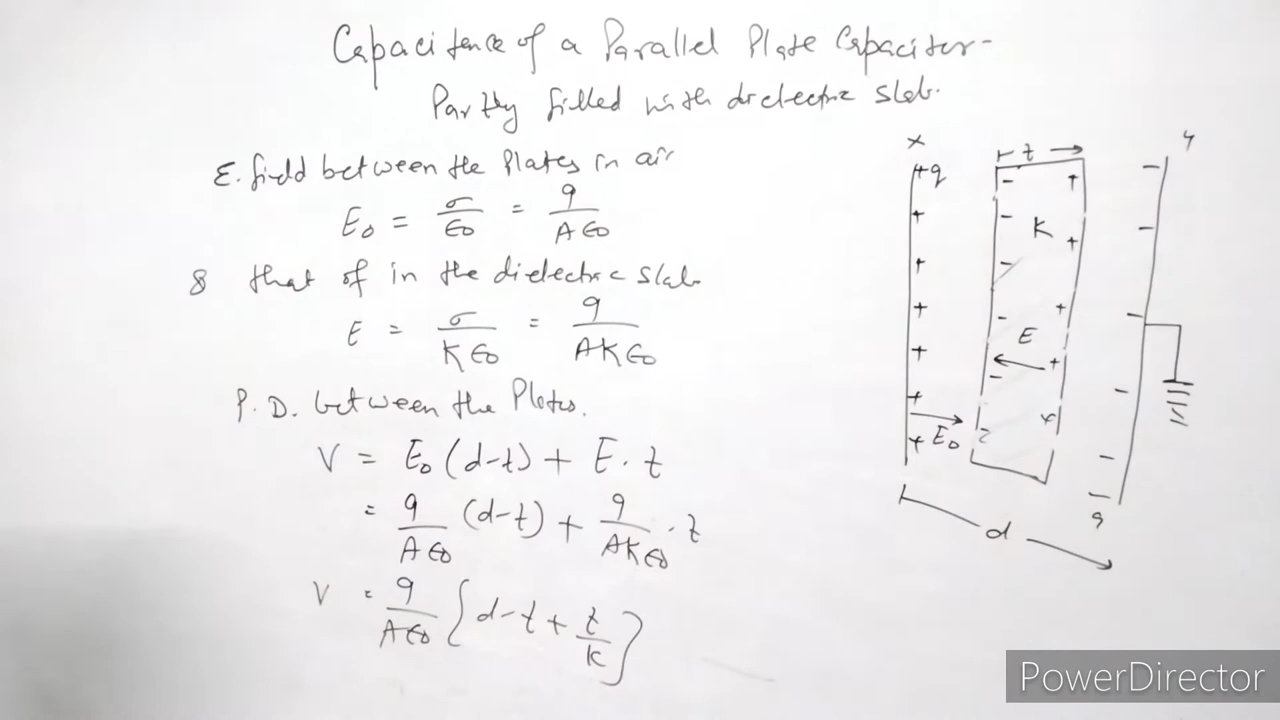 Capacitence of a Parallel Plate Capacitor-
Partly filled with dielectric slab.
E. field between the Plates in air
E₀ = σ/ε₀ = q/Aε₀
& that of in the dielectric slab
E = σ/Kε₀ = q/AKε₀
P. D. between the Plates.
V = E₀ (d-t) + E. t
= q/Aε₀ (d-t) + q/AKε₀ . t
V = q/Aε₀ { d-t + t/K }
X
+q
t
K
E
E₀
Y
-q
d
PowerDirector